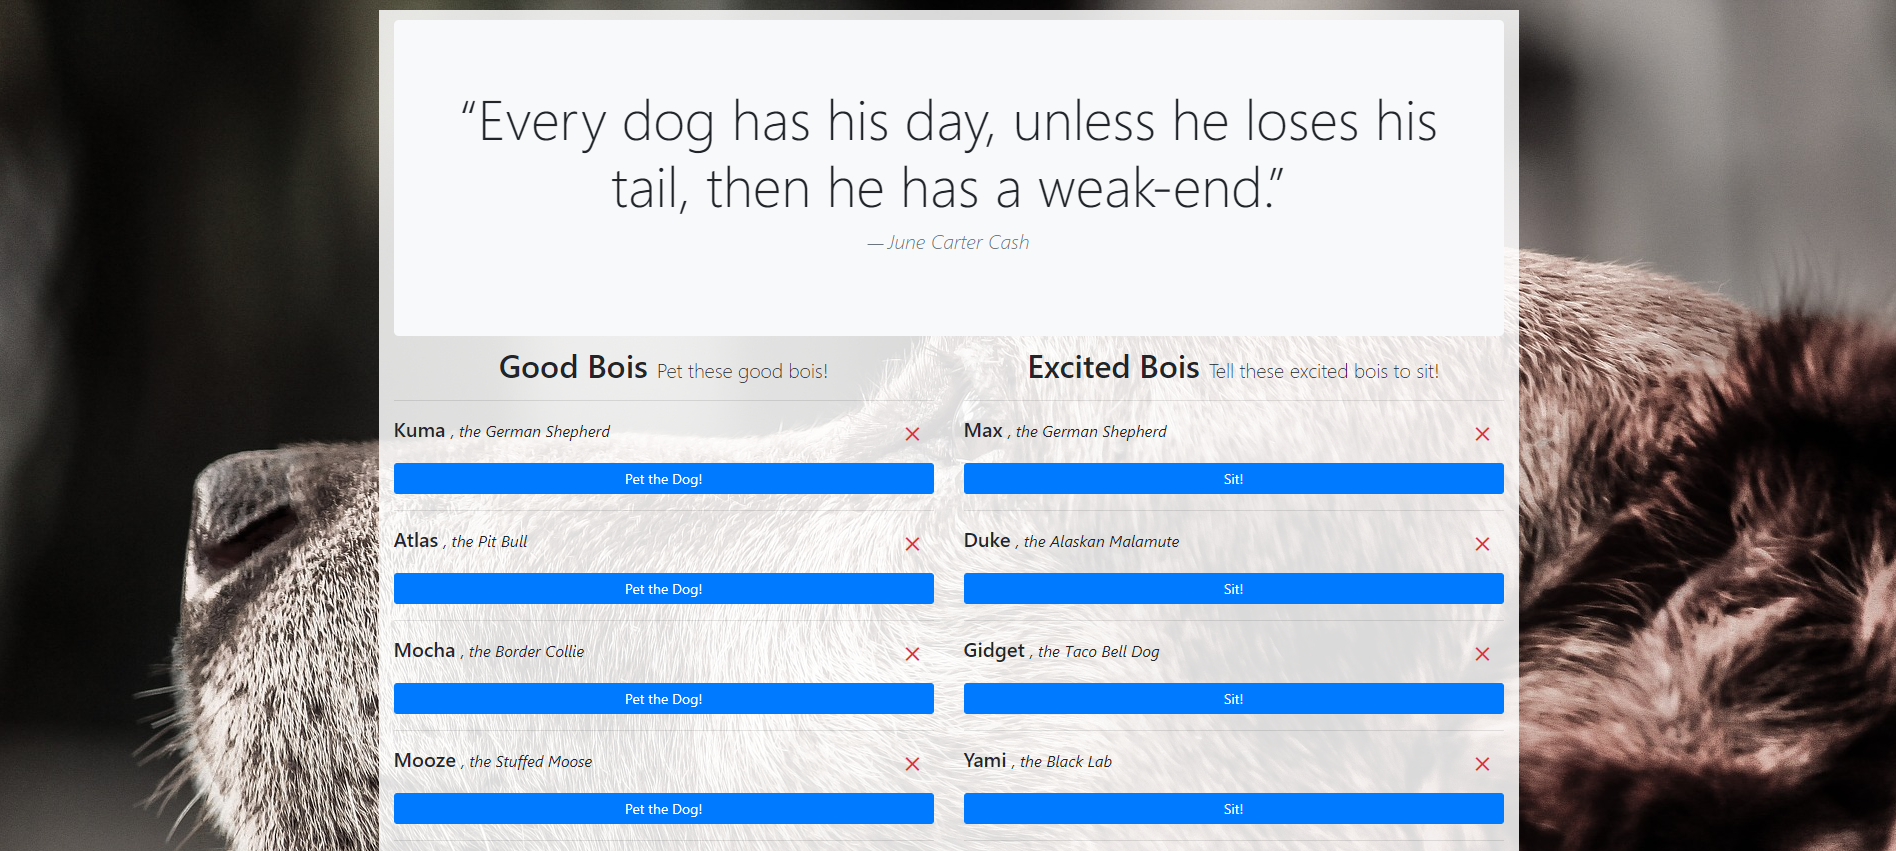 “Every dog has his day, unless he loses his
tail, then he has a weak-end.”
— June Carter Cash
Good Bois Pet these good bois!
Kuma , the German Shepherd
Pet the Dog!
Atlas , the Pit Bull
Pet the Dog!
Mocha , the Border Collie
Pet the Dog!
Mooze , the Stuffed Moose
Pet the Dog!
Excited Bois Tell these excited bois to sit!
Max , the German Shepherd
Sit!
Duke , the Alaskan Malamute
Sit!
Gidget , the Taco Bell Dog
Sit!
Yami , the Black Lab
Sit!